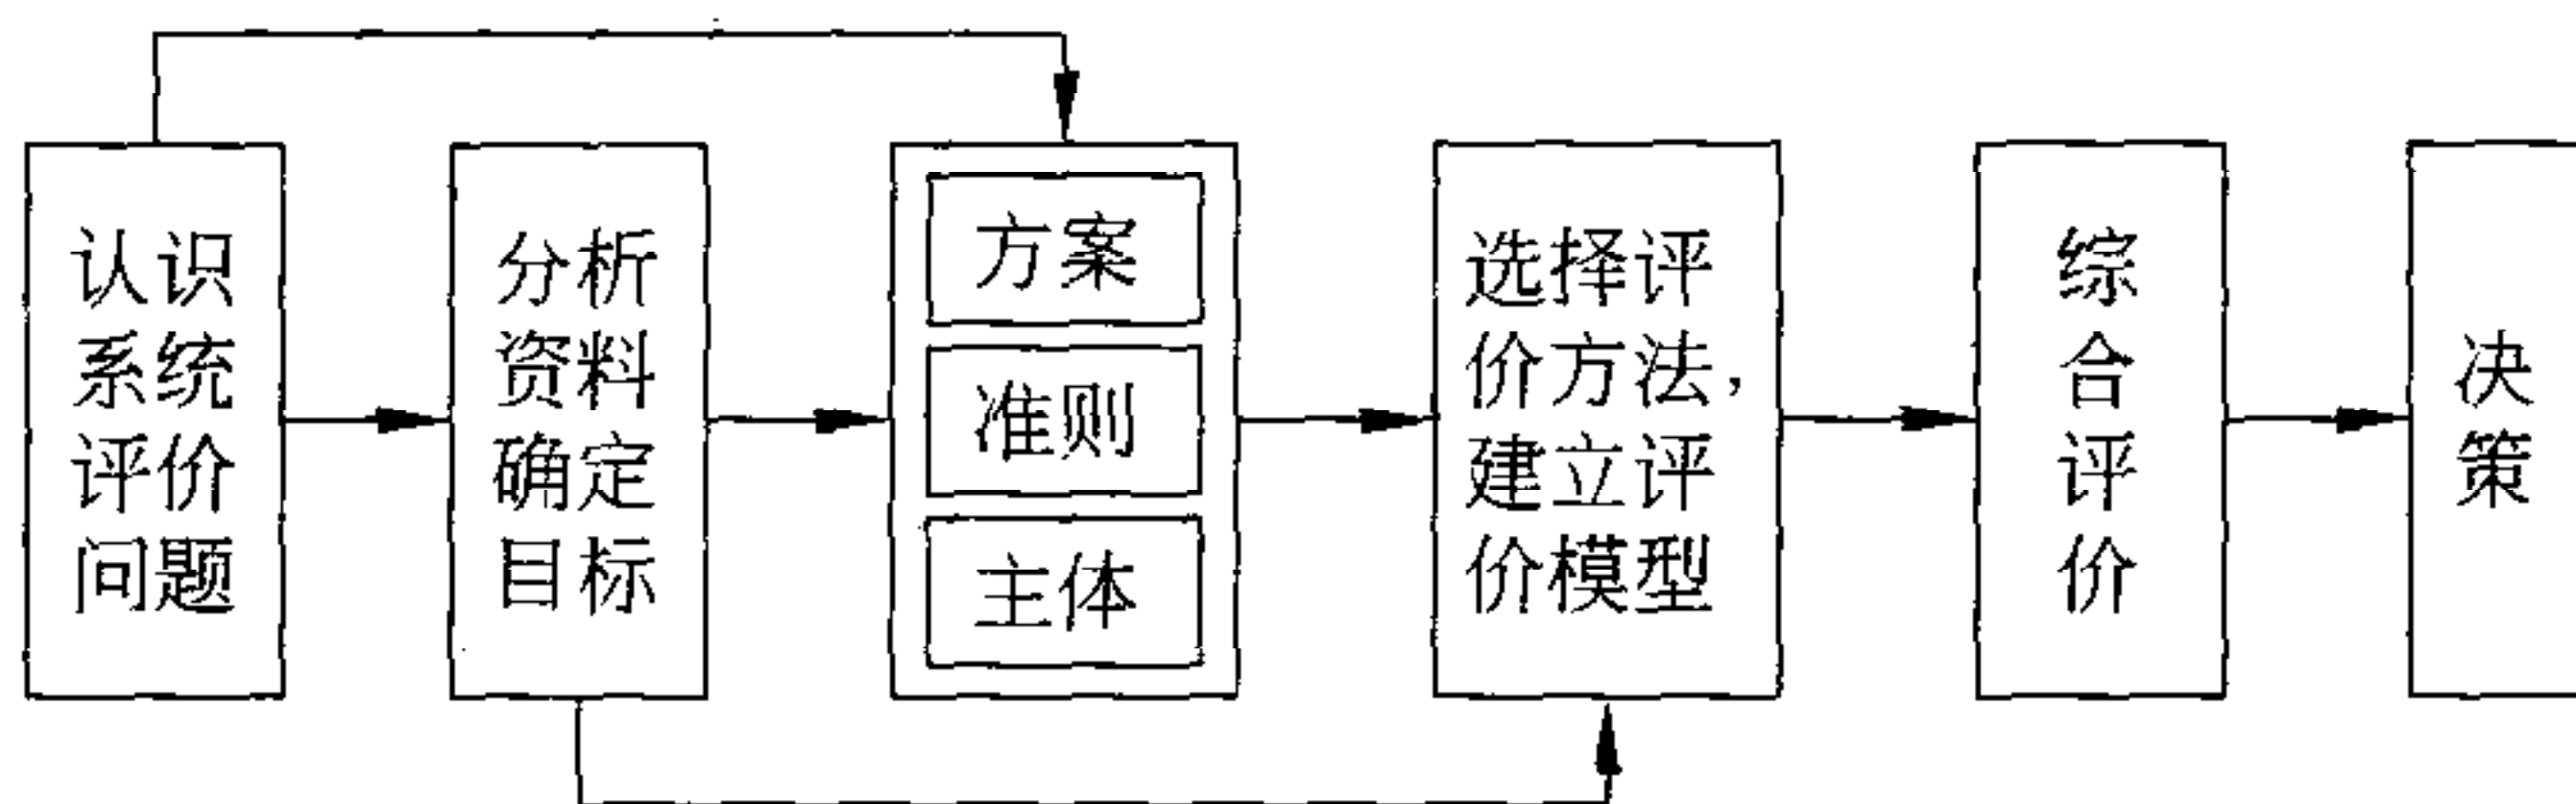 认识
系统
评价
问题
分析
资料
确定
目标
方案
准则
主体
选择评
价方法，
建立评
价模型
综
合
评
价
决
策